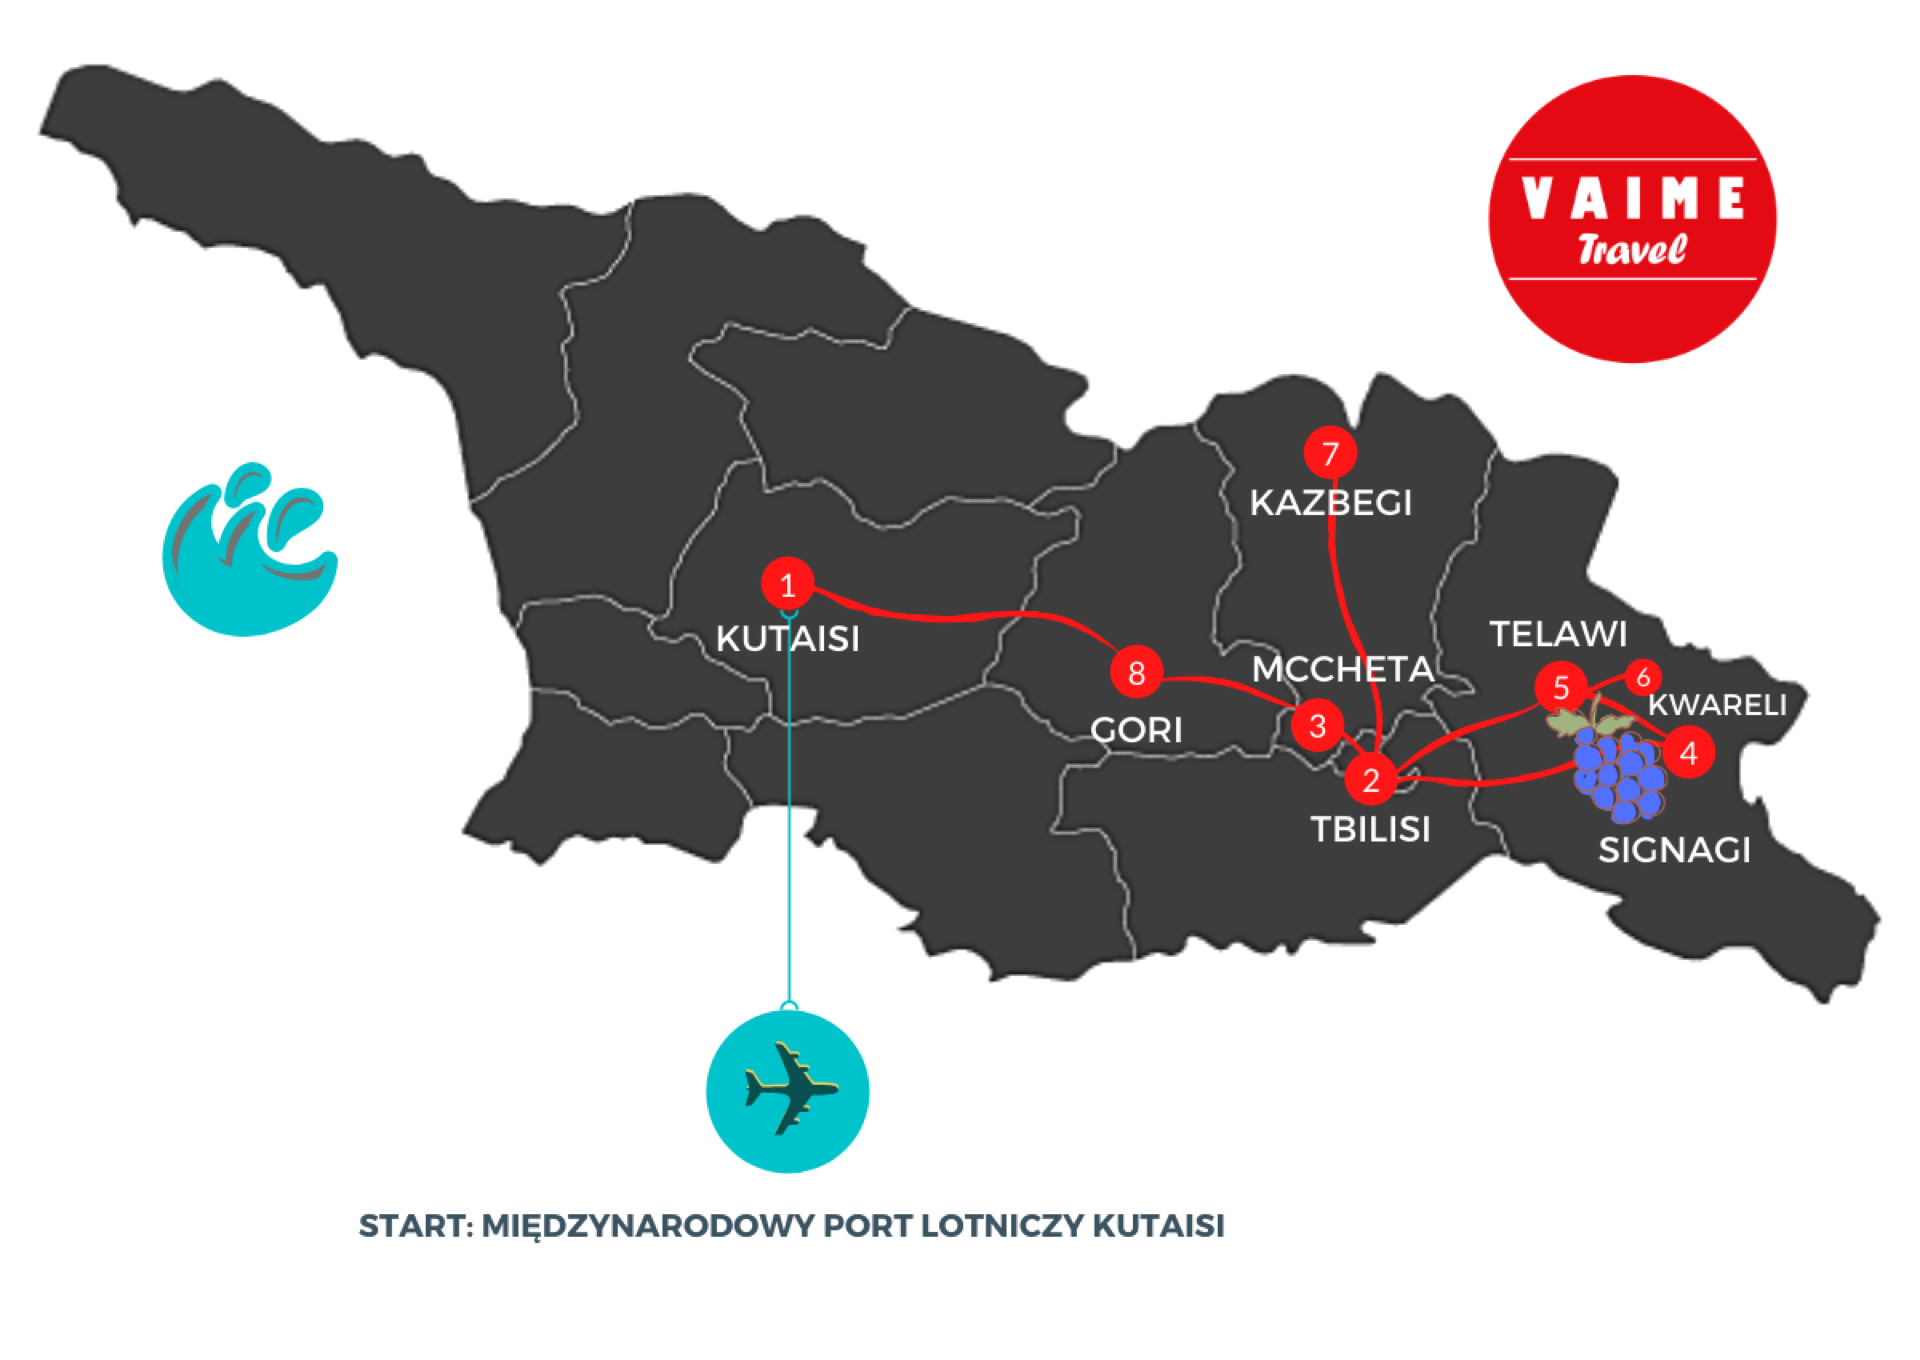 VAIME
Travel
7
KAZBEGI
1
KUTAISI
TELAWI
MCCHETA
8
GORI
3
5
6
KWARELI
4
2
TBILISI
SIGNAGI
START: MIĘDZYNARODOWY PORT LOTNICZY KUTAISI